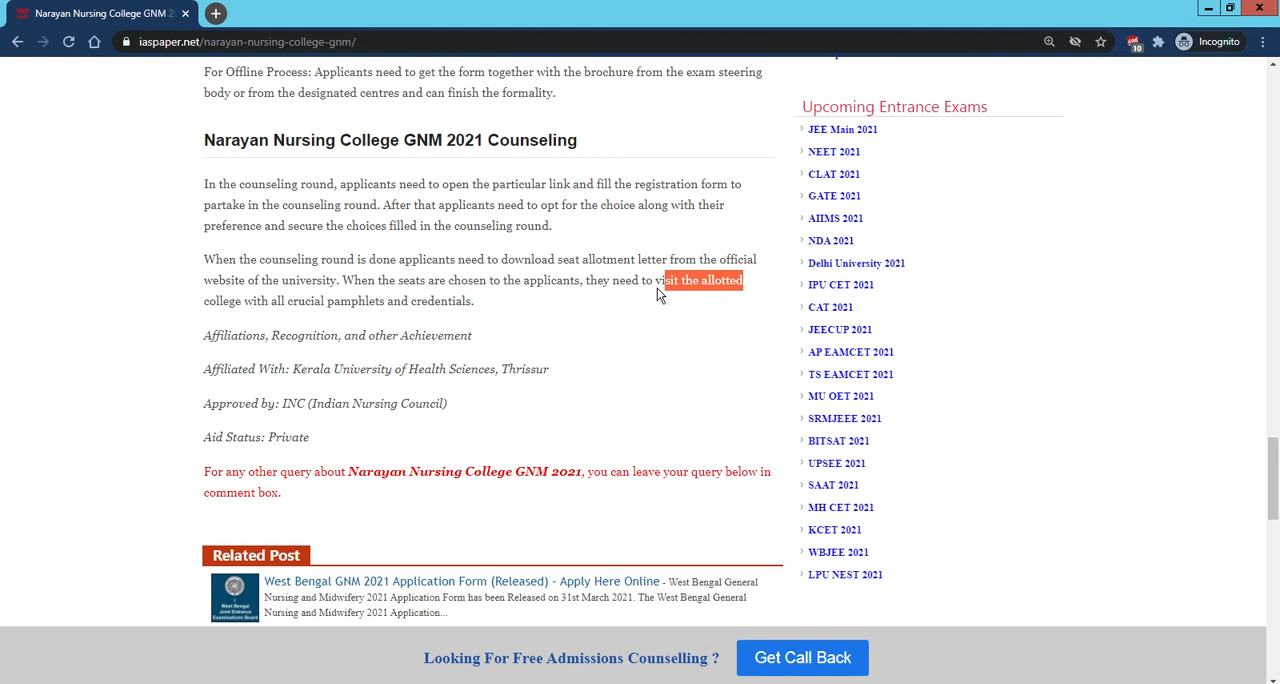 Narayan Nursing College GNM 2
iaspaper.net/narayan-nursing-college-gnm/
10
Incognito
For Offline Process: Applicants need to get the form together with the brochure from the exam steering
body or from the designated centres and can finish the formality.
Narayan Nursing College GNM 2021 Counseling
In the counseling round, applicants need to open the particular link and fill the registration form to
partake in the counseling round. After that applicants need to opt for the choice along with their
preference and secure the choices filled in the counseling round.
When the counseling round is done applicants need to download seat allotment letter from the official
website of the university. When the seats are chosen to the applicants, they need to visit the allotted
college with all crucial pamphlets and credentials.
Affiliations, Recognition, and other Achievement
Affiliated With: Kerala University of Health Sciences, Thrissur
Approved by: INC (Indian Nursing Council)
Aid Status: Private
For any other query about Narayan Nursing College GNM 2021, you can leave your query below in
comment box.
Related Post
West Bengal GNM 2021 Application Form (Released) - Apply Here Online - West Bengal General
Nursing and Midwifery 2021 Application Form has been Released on 31st March 2021. The West Bengal General
Nursing and Midwifery 2021 Application...
West Bengal
Joint Entrance
Examinations Board
Upcoming Entrance Exams
JEE Main 2021
NEET 2021
CLAT 2021
GATE 2021
AIIMS 2021
NDA 2021
Delhi University 2021
IPU CET 2021
CAT 2021
JEECUP 2021
AP EAMCET 2021
TS EAMCET 2021
MU OET 2021
SRMJEEE 2021
BITSAT 2021
UPSEE 2021
SAAT 2021
MH CET 2021
KCET 2021
WBJEE 2021
LPU NEST 2021
Looking For Free Admissions Counselling ?
Get Call Back